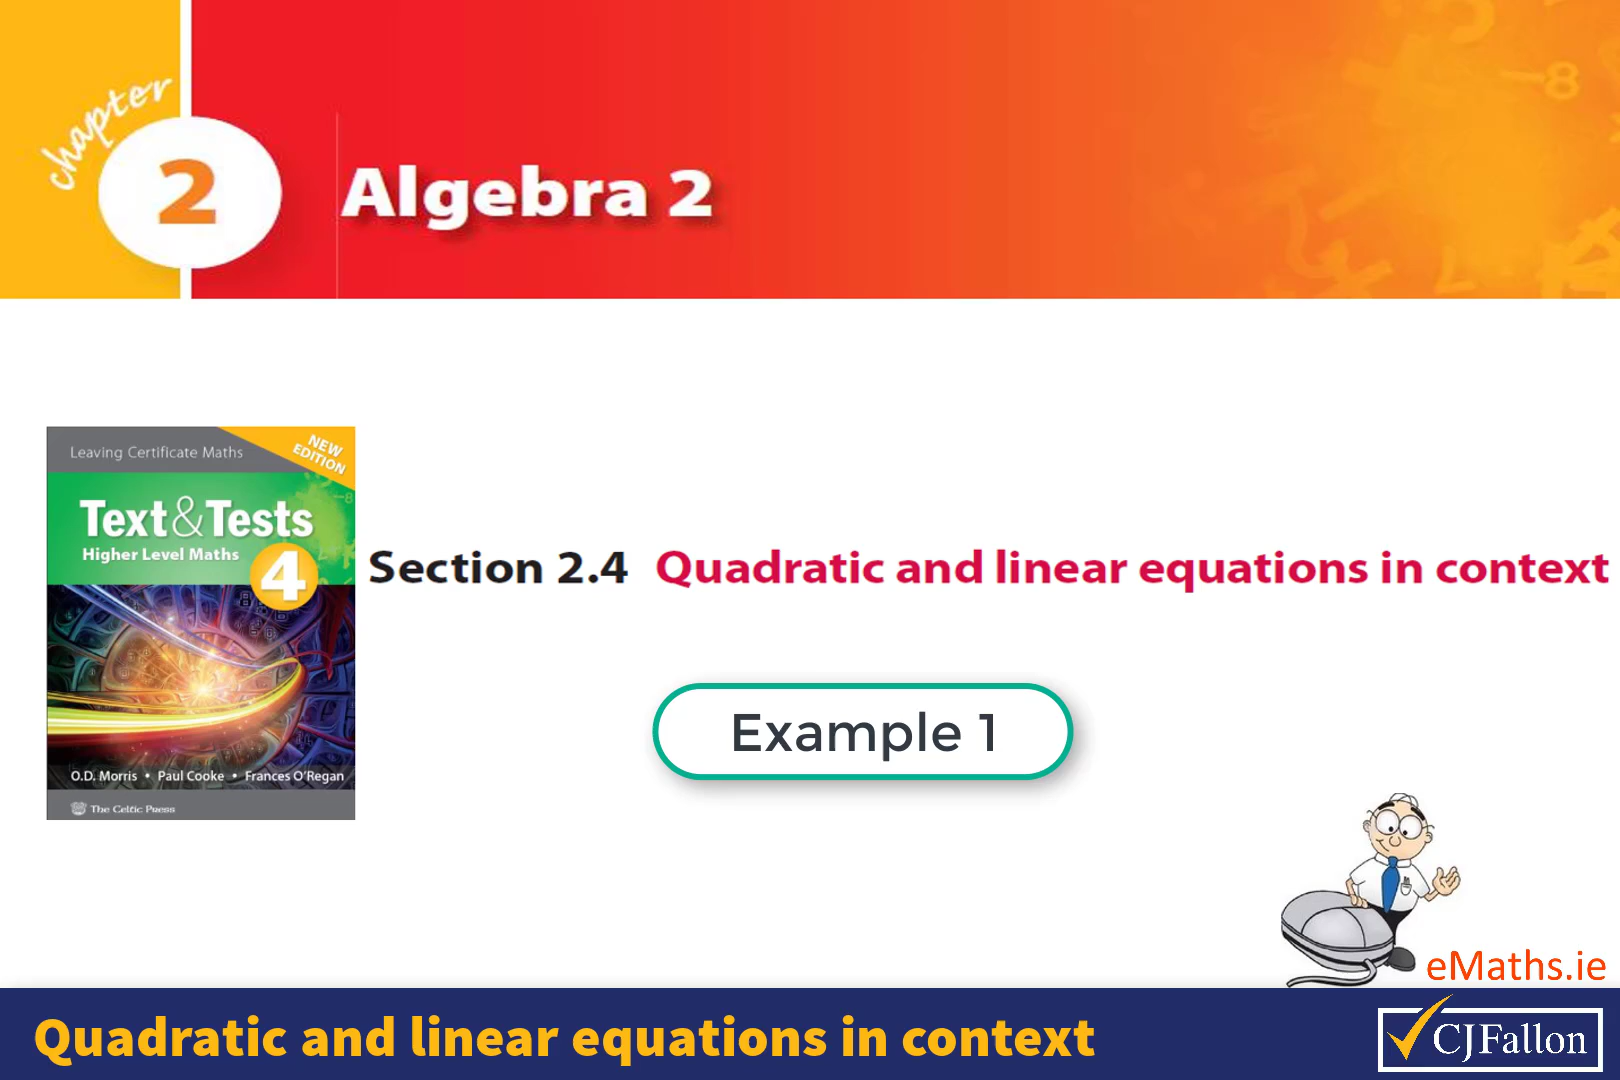 chapter
2
Algebra 2
-8
Leaving Certificate Maths
NEW
EDITION
-8
Text&Tests
Higher Level Maths
4
O.D. Morris • Paul Cooke • Frances O'Regan
The Celtic Press
Section 2.4 Quadratic and linear equations in context
Example 1
eMaths.ie
Quadratic and linear equations in context
CJFallon